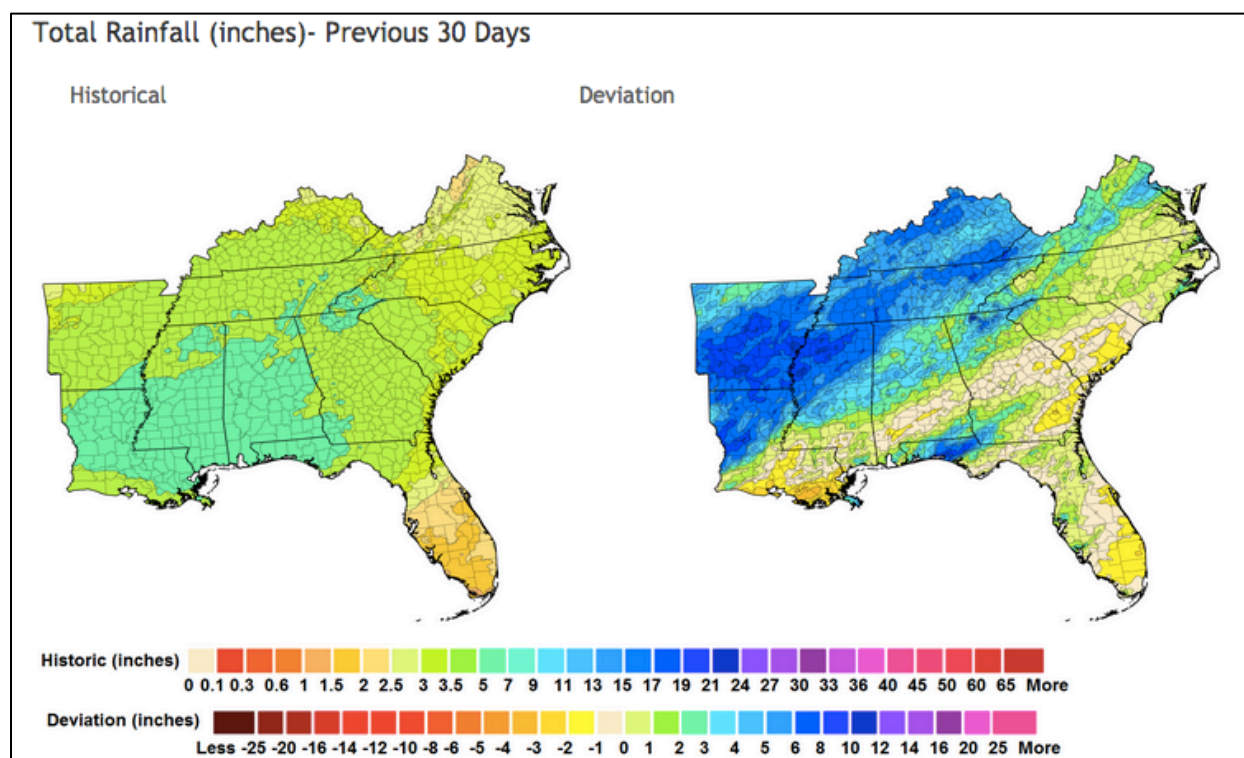 Total Rainfall (inches)- Previous 30 Days
Historical Deviation
Historic (inches)
0 0.1 0.3 0.6 1 1.5 2 2.5 3 3.5 5 7 9 11 13 15 17 19 21 24 27 30 33 36 40 45 50 60 65 More
Deviation (inches)
Less -25 -20 -16 -14 -12 -10 -8 -6 -5 -4 -3 -2 -1 0 1 2 3 4 5 6 8 10 12 14 16 20 25 More